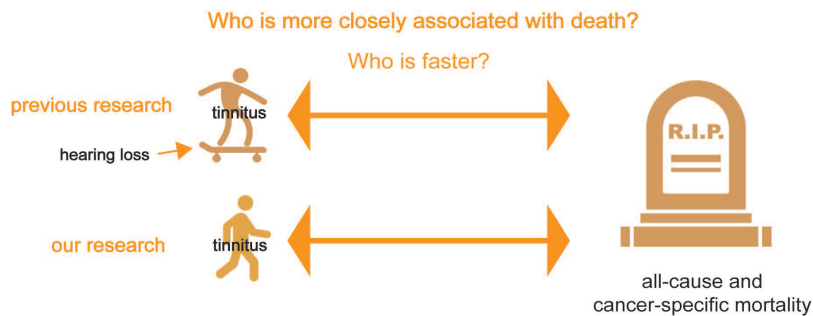 Who is more closely associated with death?
Who is faster?
previous research
tinnitus
hearing loss
R.I.P.
our research
tinnitus
all-cause and
cancer-specific mortality